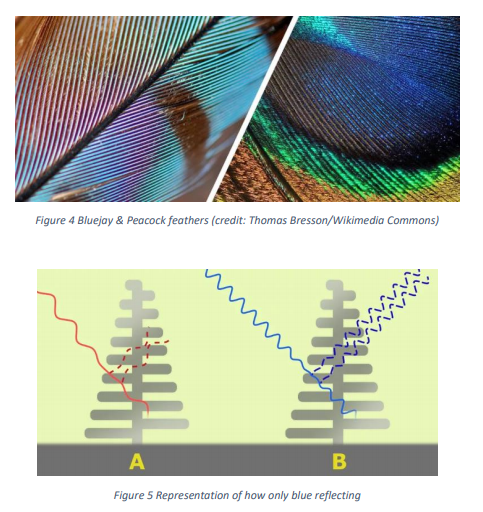 Figure 4 Bluejay & Peacock feathers (credit: Thomas Bresson/Wikimedia Commons)
A
B
Figure 5 Representation of how only blue reflecting